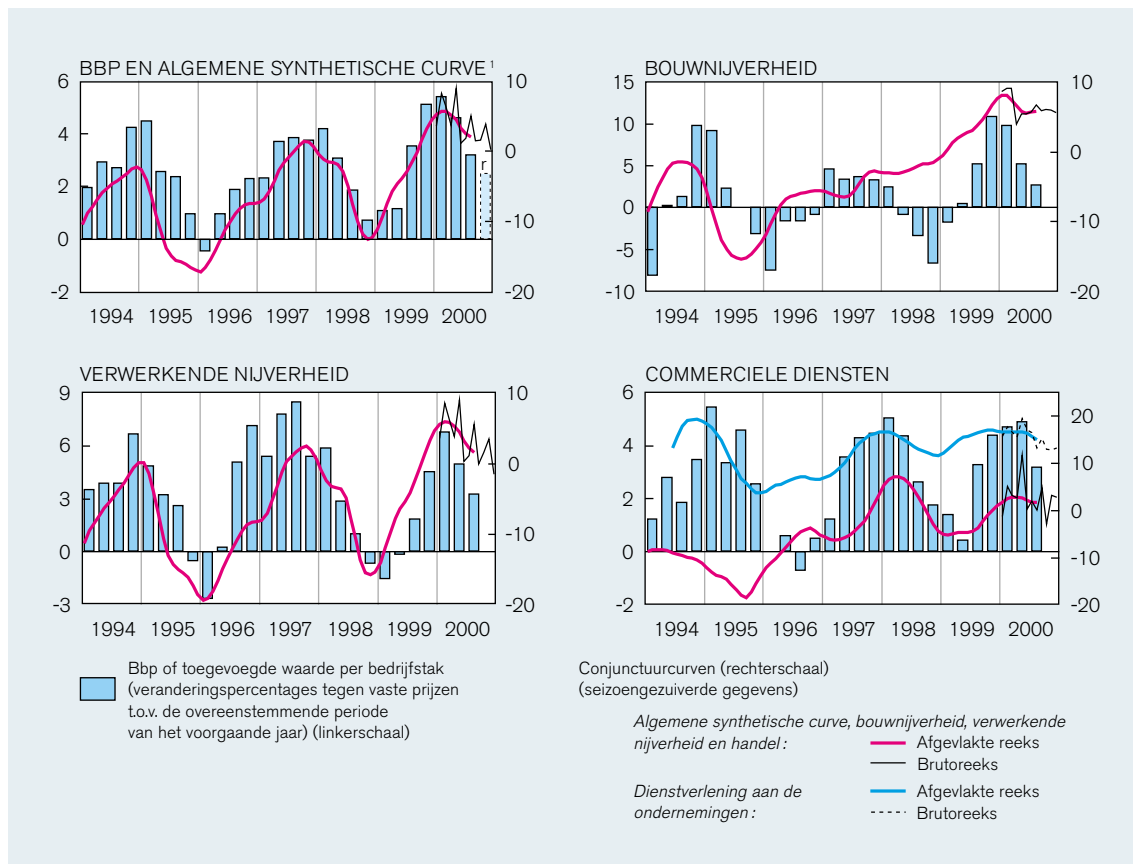 BBP EN ALGEMENE SYNTHETISCHE CURVE ¹
6
4
2
0
-2
10
0
-10
-20
1994 1995 1996 1997 1998 1999 2000
BOUWNIJVERHEID
15
10
5
0
-5
-10
10
0
-10
-20
1994 1995 1996 1997 1998 1999 2000
VERWERKENDE NIJVERHEID
9
6
3
0
-3
10
0
-10
-20
1994 1995 1996 1997 1998 1999 2000
COMMERCIELE DIENSTEN
6
4
2
0
-2
20
10
0
-10
-20
1994 1995 1996 1997 1998 1999 2000
Bbp of toegevoegde waarde per bedrijfstak
(veranderingspercentages tegen vaste prijzen
t.o.v. de overeenstemmende periode
van het voorgaande jaar) (linkerschaal)
Conjunctuurcurven (rechterschaal)
(seizoengezuiverde gegevens)
Algemene synthetische curve, bouwnijverheid, verwerkende
nijverheid en handel :
Afgevlakte reeks
Brutoreeks
Dienstverlening aan de
ondernemingen :
Afgevlakte reeks
Brutoreeks